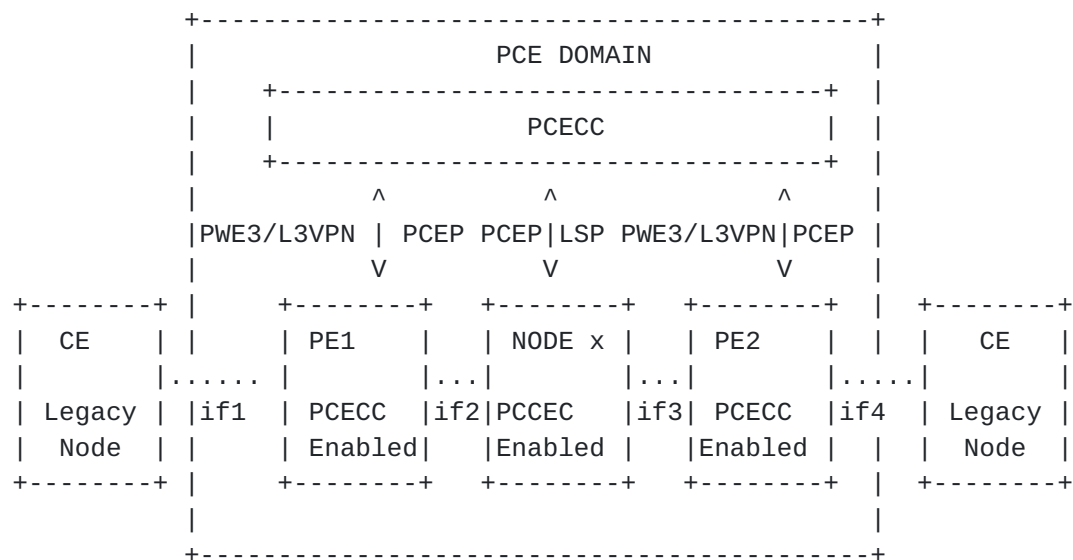 PCE DOMAIN
PCECC
^ ^ ^
PWE3/L3VPN | PCEP PCEP|LSP PWE3/L3VPN|PCEP
V V V
CE PE1 NODE x PE2 CE
...... ... ... .....
Legacy if1 PCECC if2 PCCEC if3 PCECC if4 Legacy
Node Enabled Enabled Enabled Node